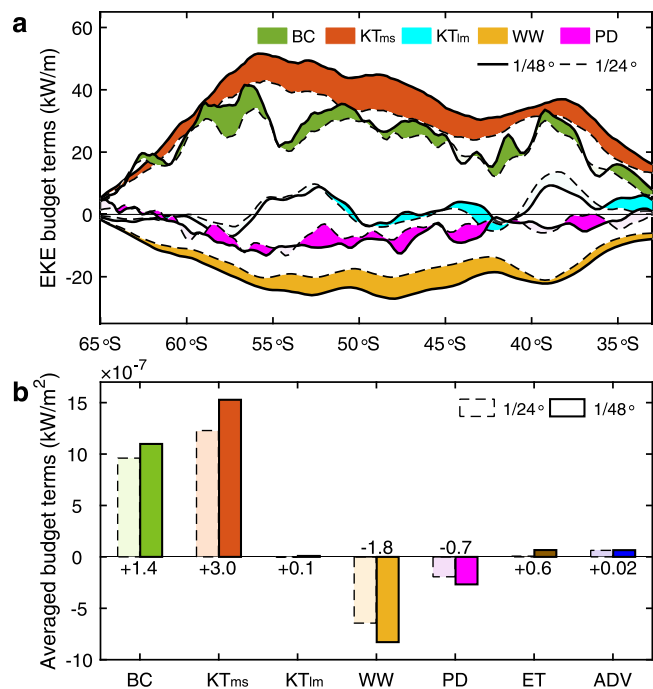 a
BC KTms KTlm WW PD
1/48° 1/24°
EKE budget terms (kW/m)
60
40
20
0
-20
65°S 60°S 55°S 50°S 45°S 40°S 35°S
b
×10-7
1/24° 1/48°
Averaged budget terms (kW/m2)
15
10
5
0
-5
-10
-1.8 -0.7
+1.4 +3.0 +0.1 +0.6 +0.02
BC KTms KTlm WW PD ET ADV